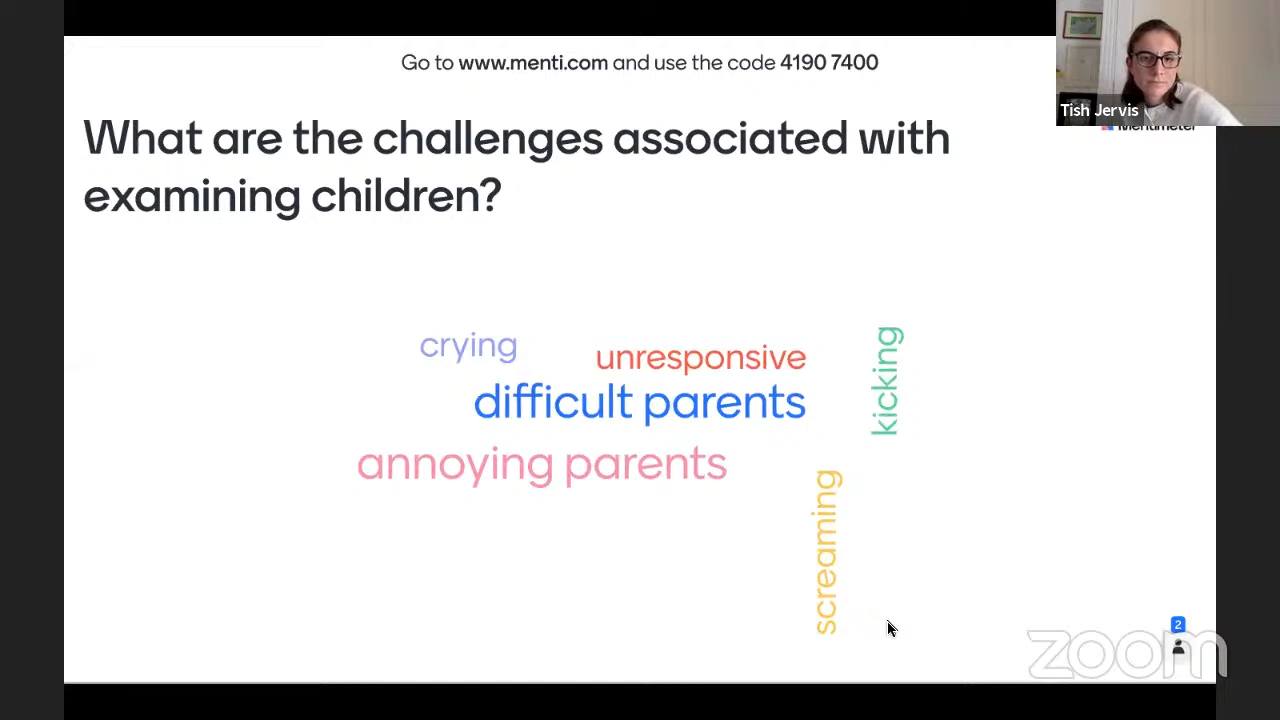 Go to www.menti.com and use the code 4190 7400
Tish Jervis
Mentimeter
What are the challenges associated with
examining children?
crying
unresponsive
kicking
difficult parents
annoying parents
screaming
2
zoom